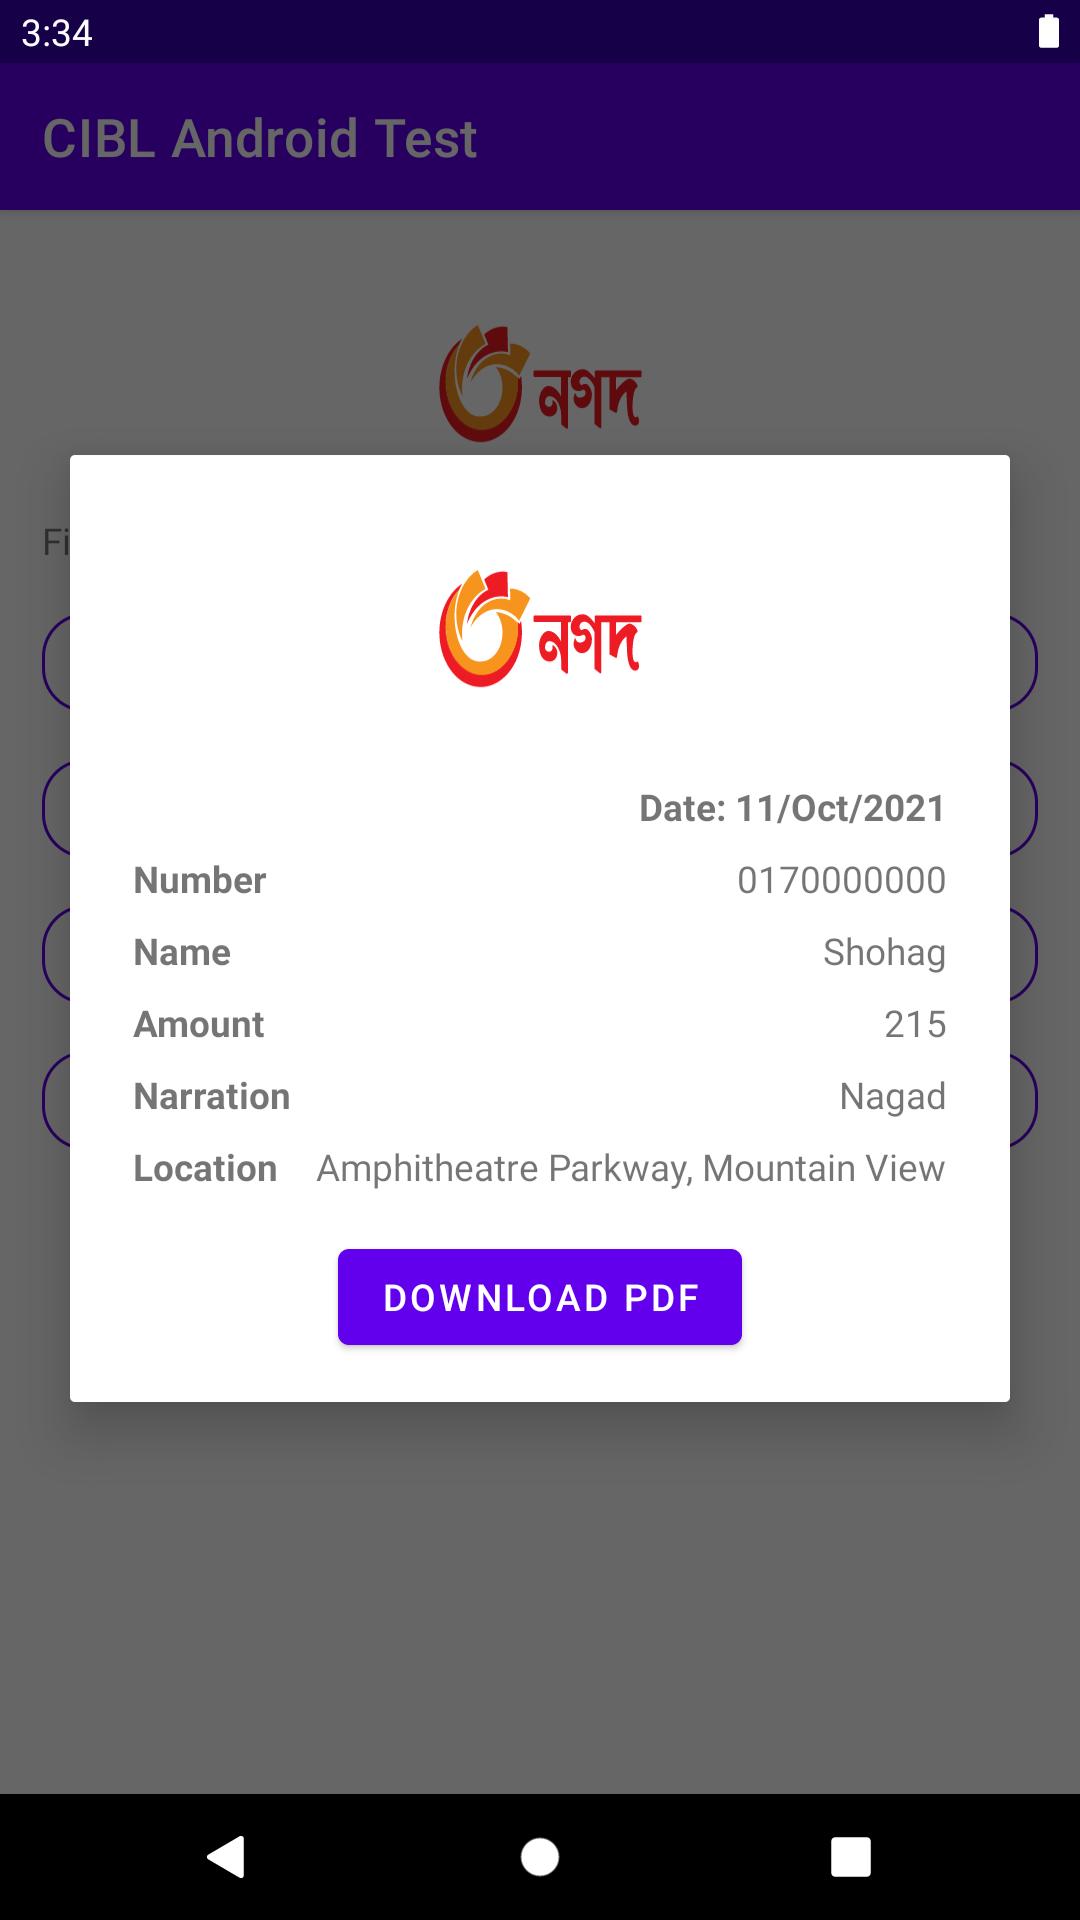 3:34
CIBL Android Test
নগদ
Fi
নগদ
Date: 11/Oct/2021
Number 0170000000
Name Shohag
Amount 215
Narration Nagad
Location Amphitheatre Parkway, Mountain View
DOWNLOAD PDF